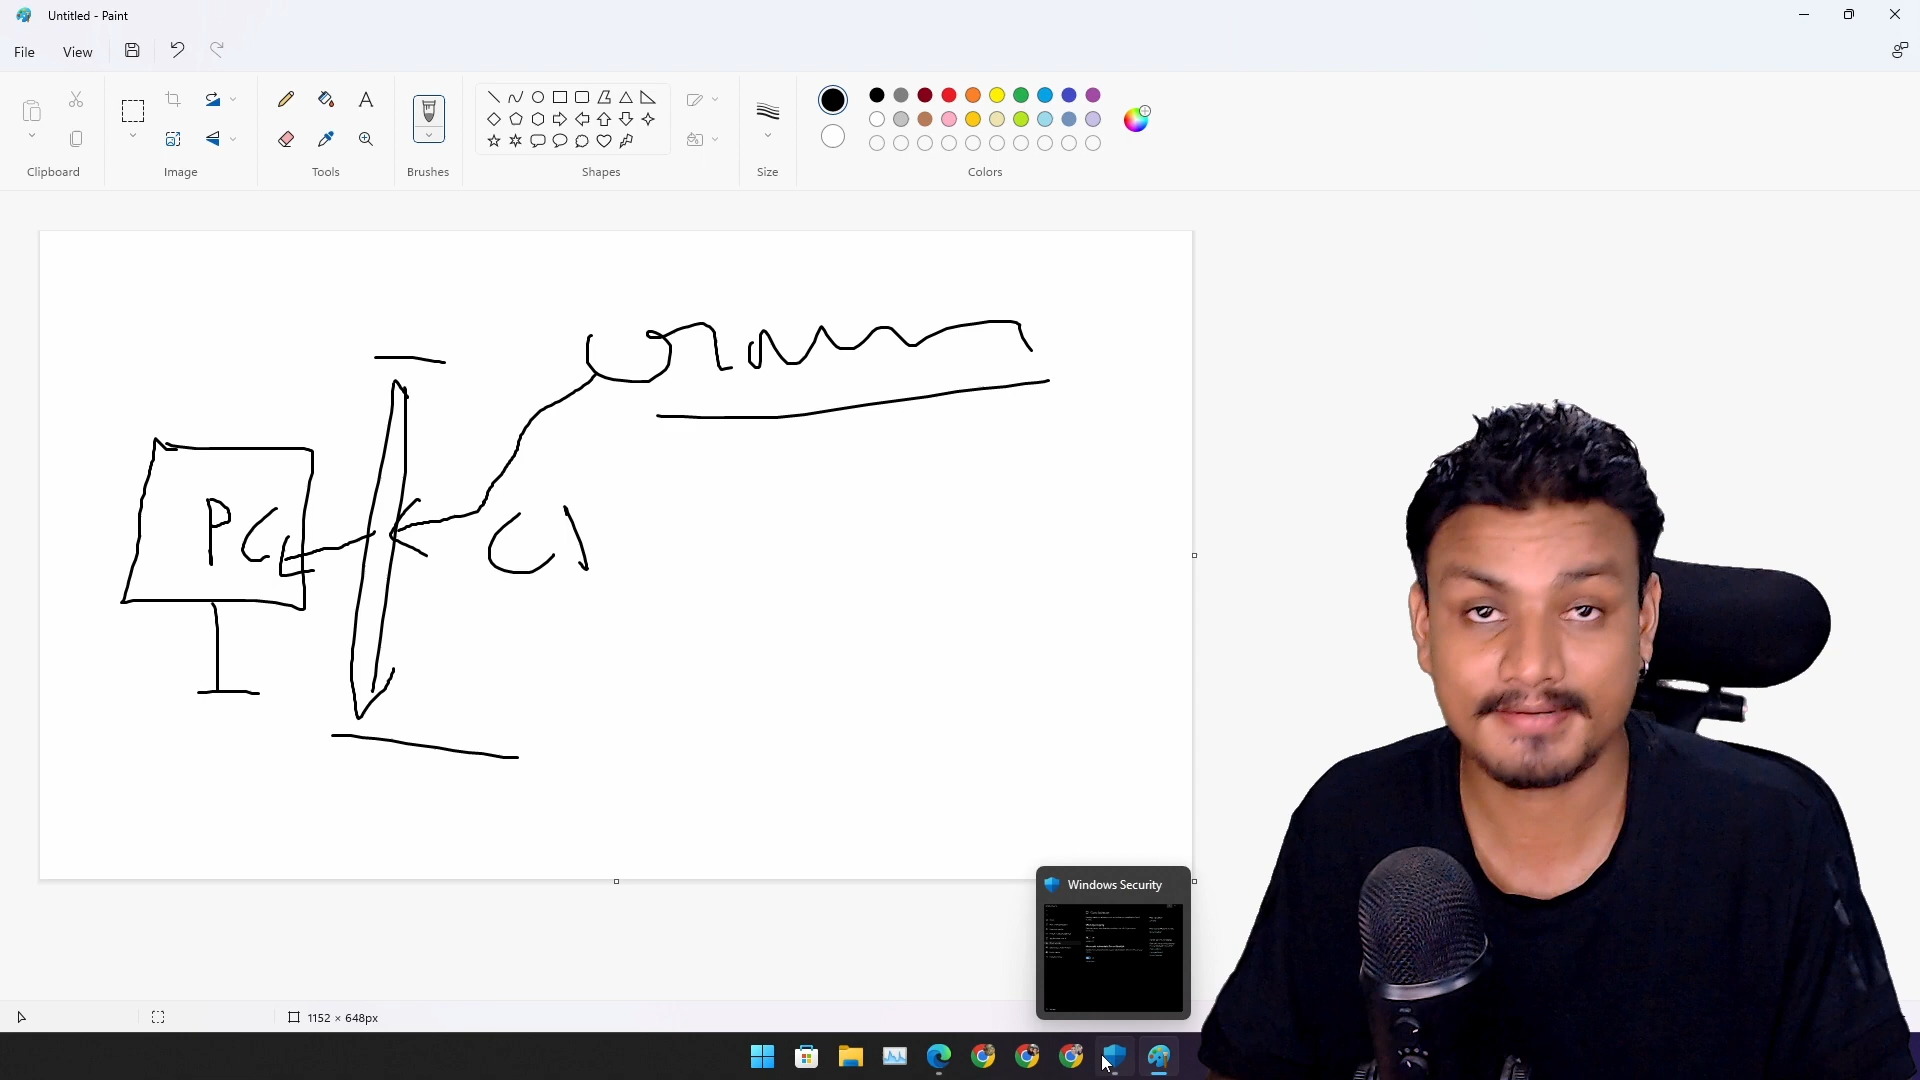 Untitled - Paint
File View
Clipboard Image Tools Brushes Shapes Size Colors
PC
Windows Security
1152 × 648px